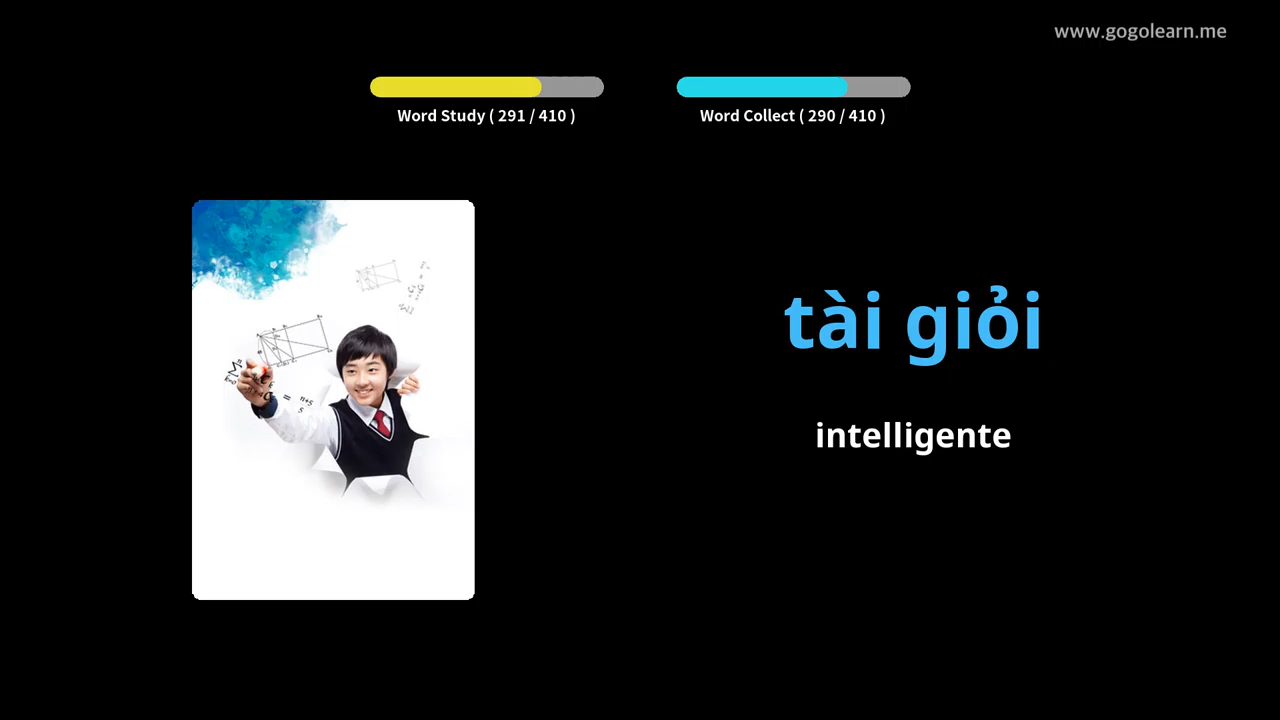 www.gogolearn.me
Word Study ( 291 / 410 )
Word Collect ( 290 / 410 )
tài giỏi
intelligente